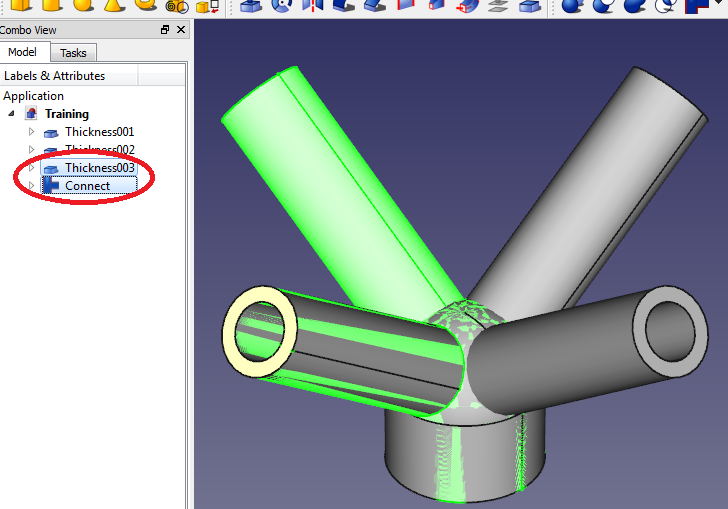 Combo View
Model
Tasks
Labels & Attributes
Application
Training
Thickness001
Thickness002
Thickness003
Connect